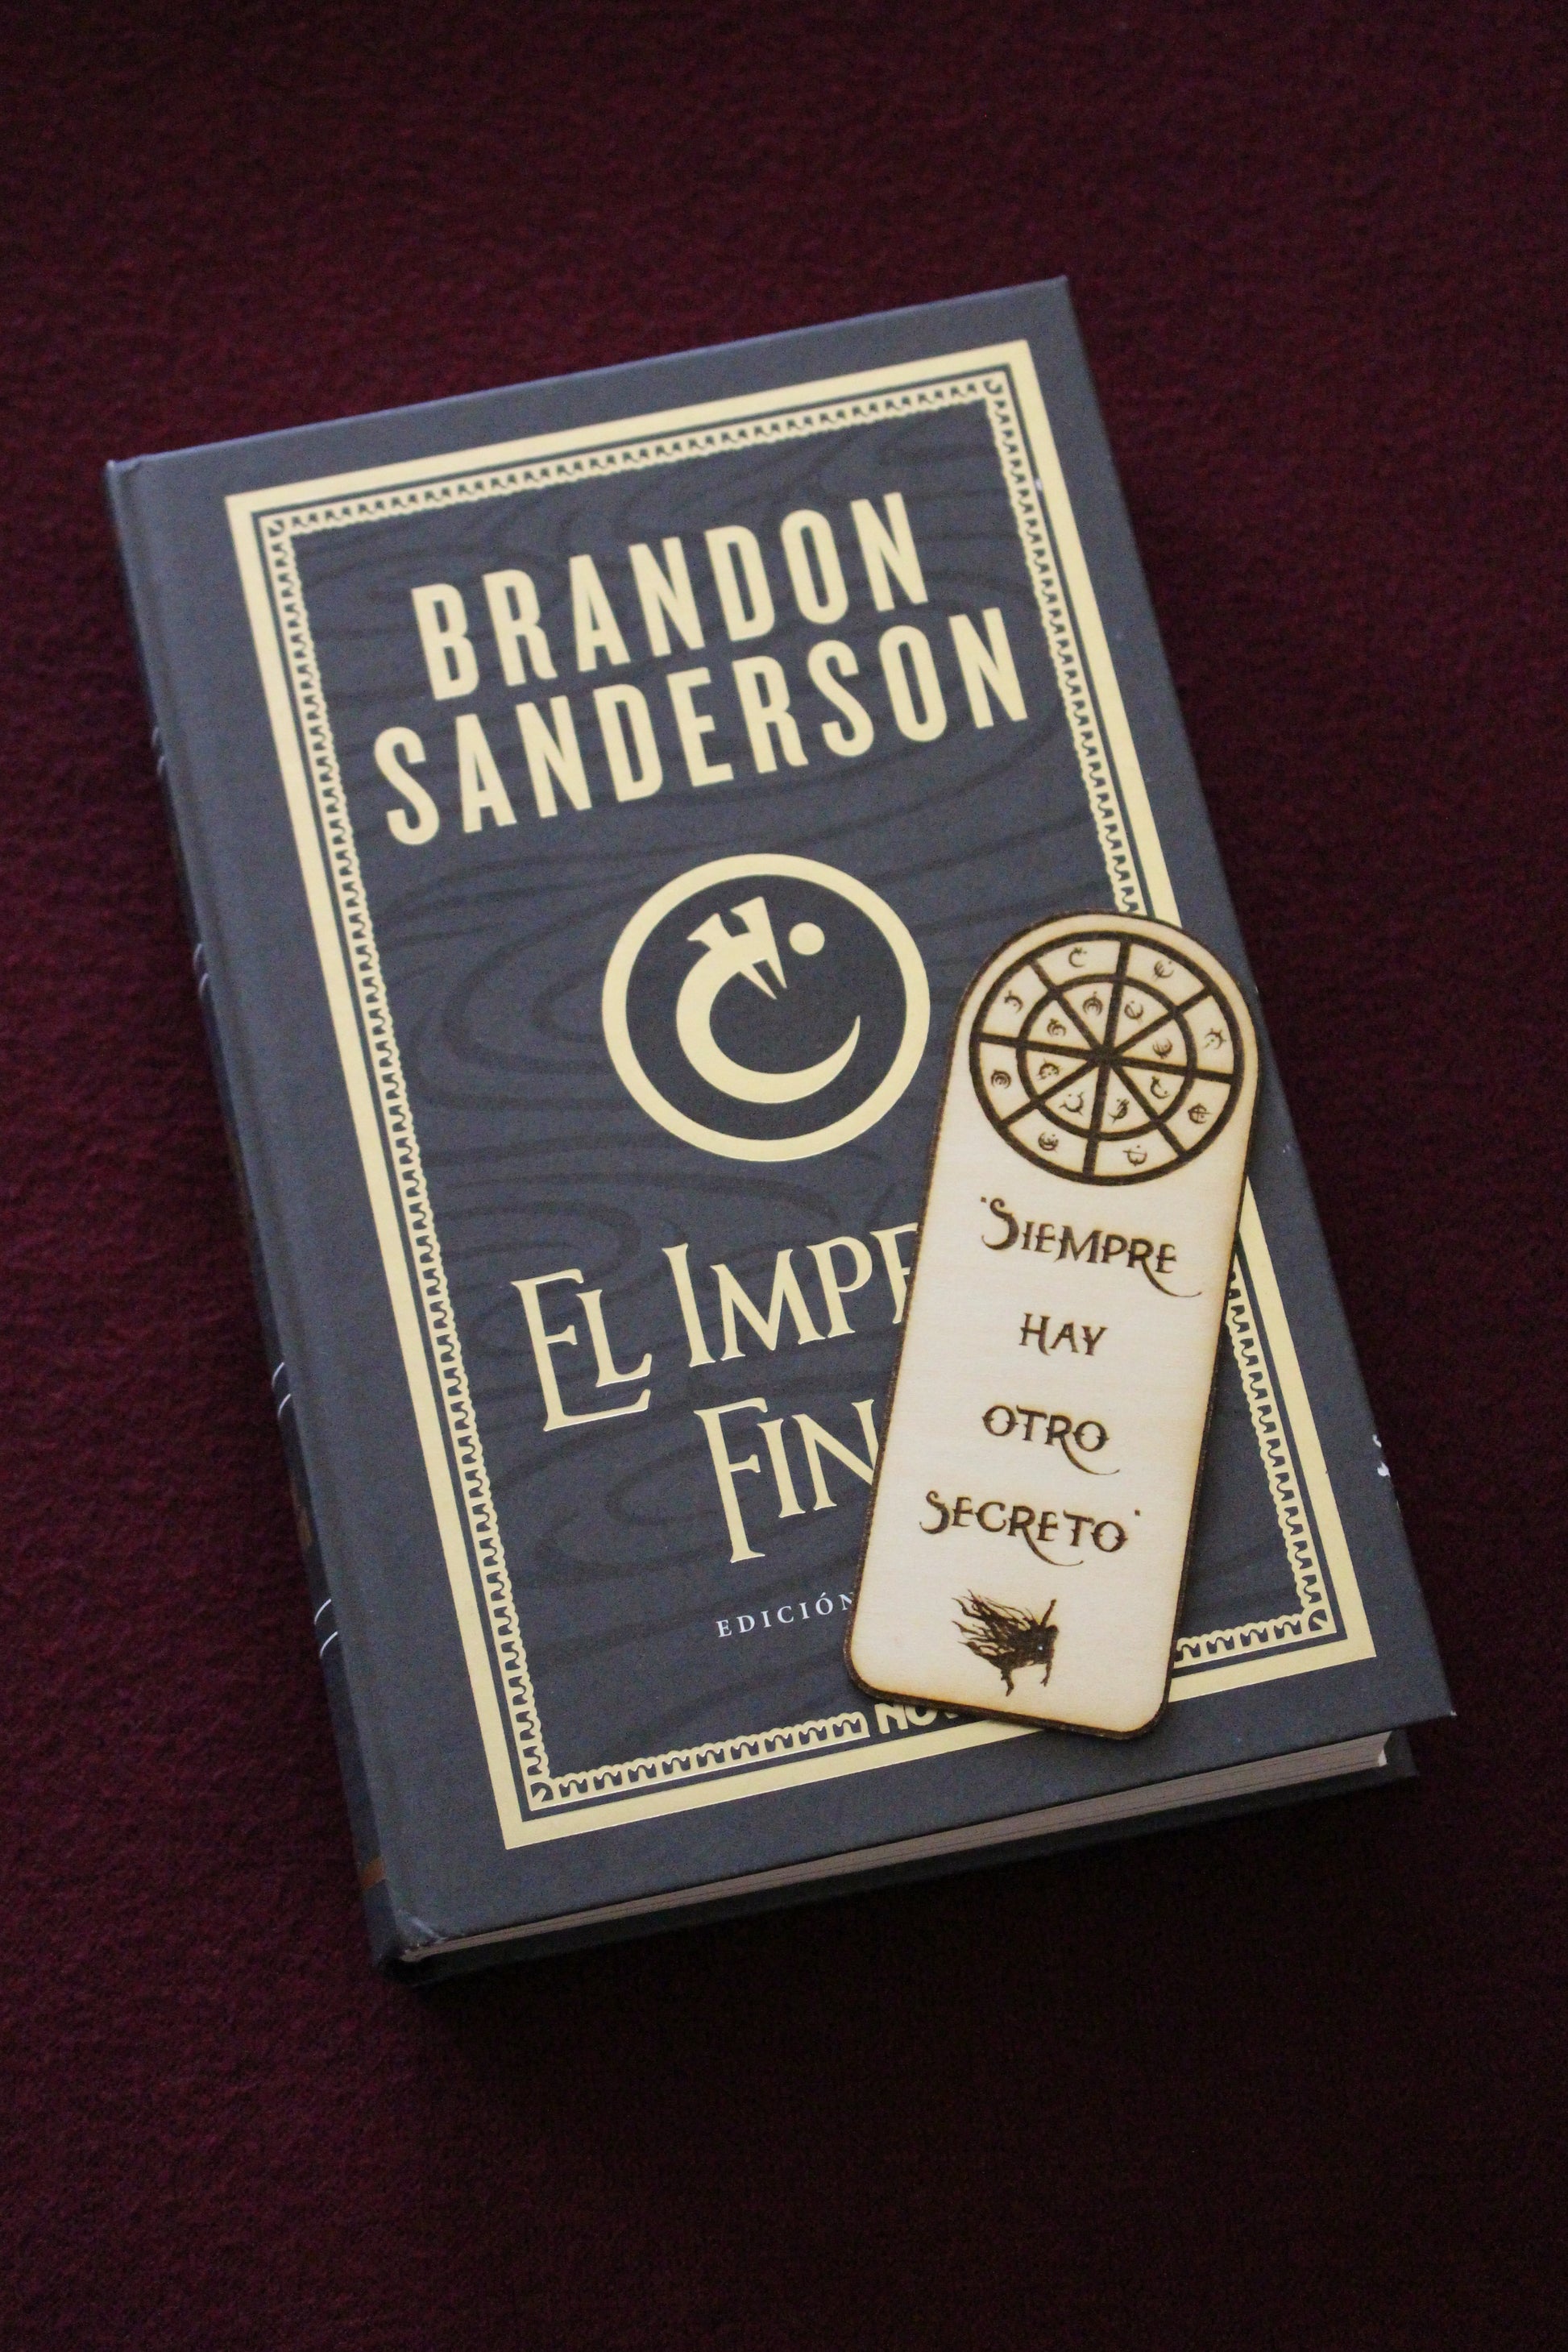 BRANDON
SANDERSON
EL IMPE
FIN
EDICIÓN
"SIEMPRE
HAY
OTRO
SECRETO"